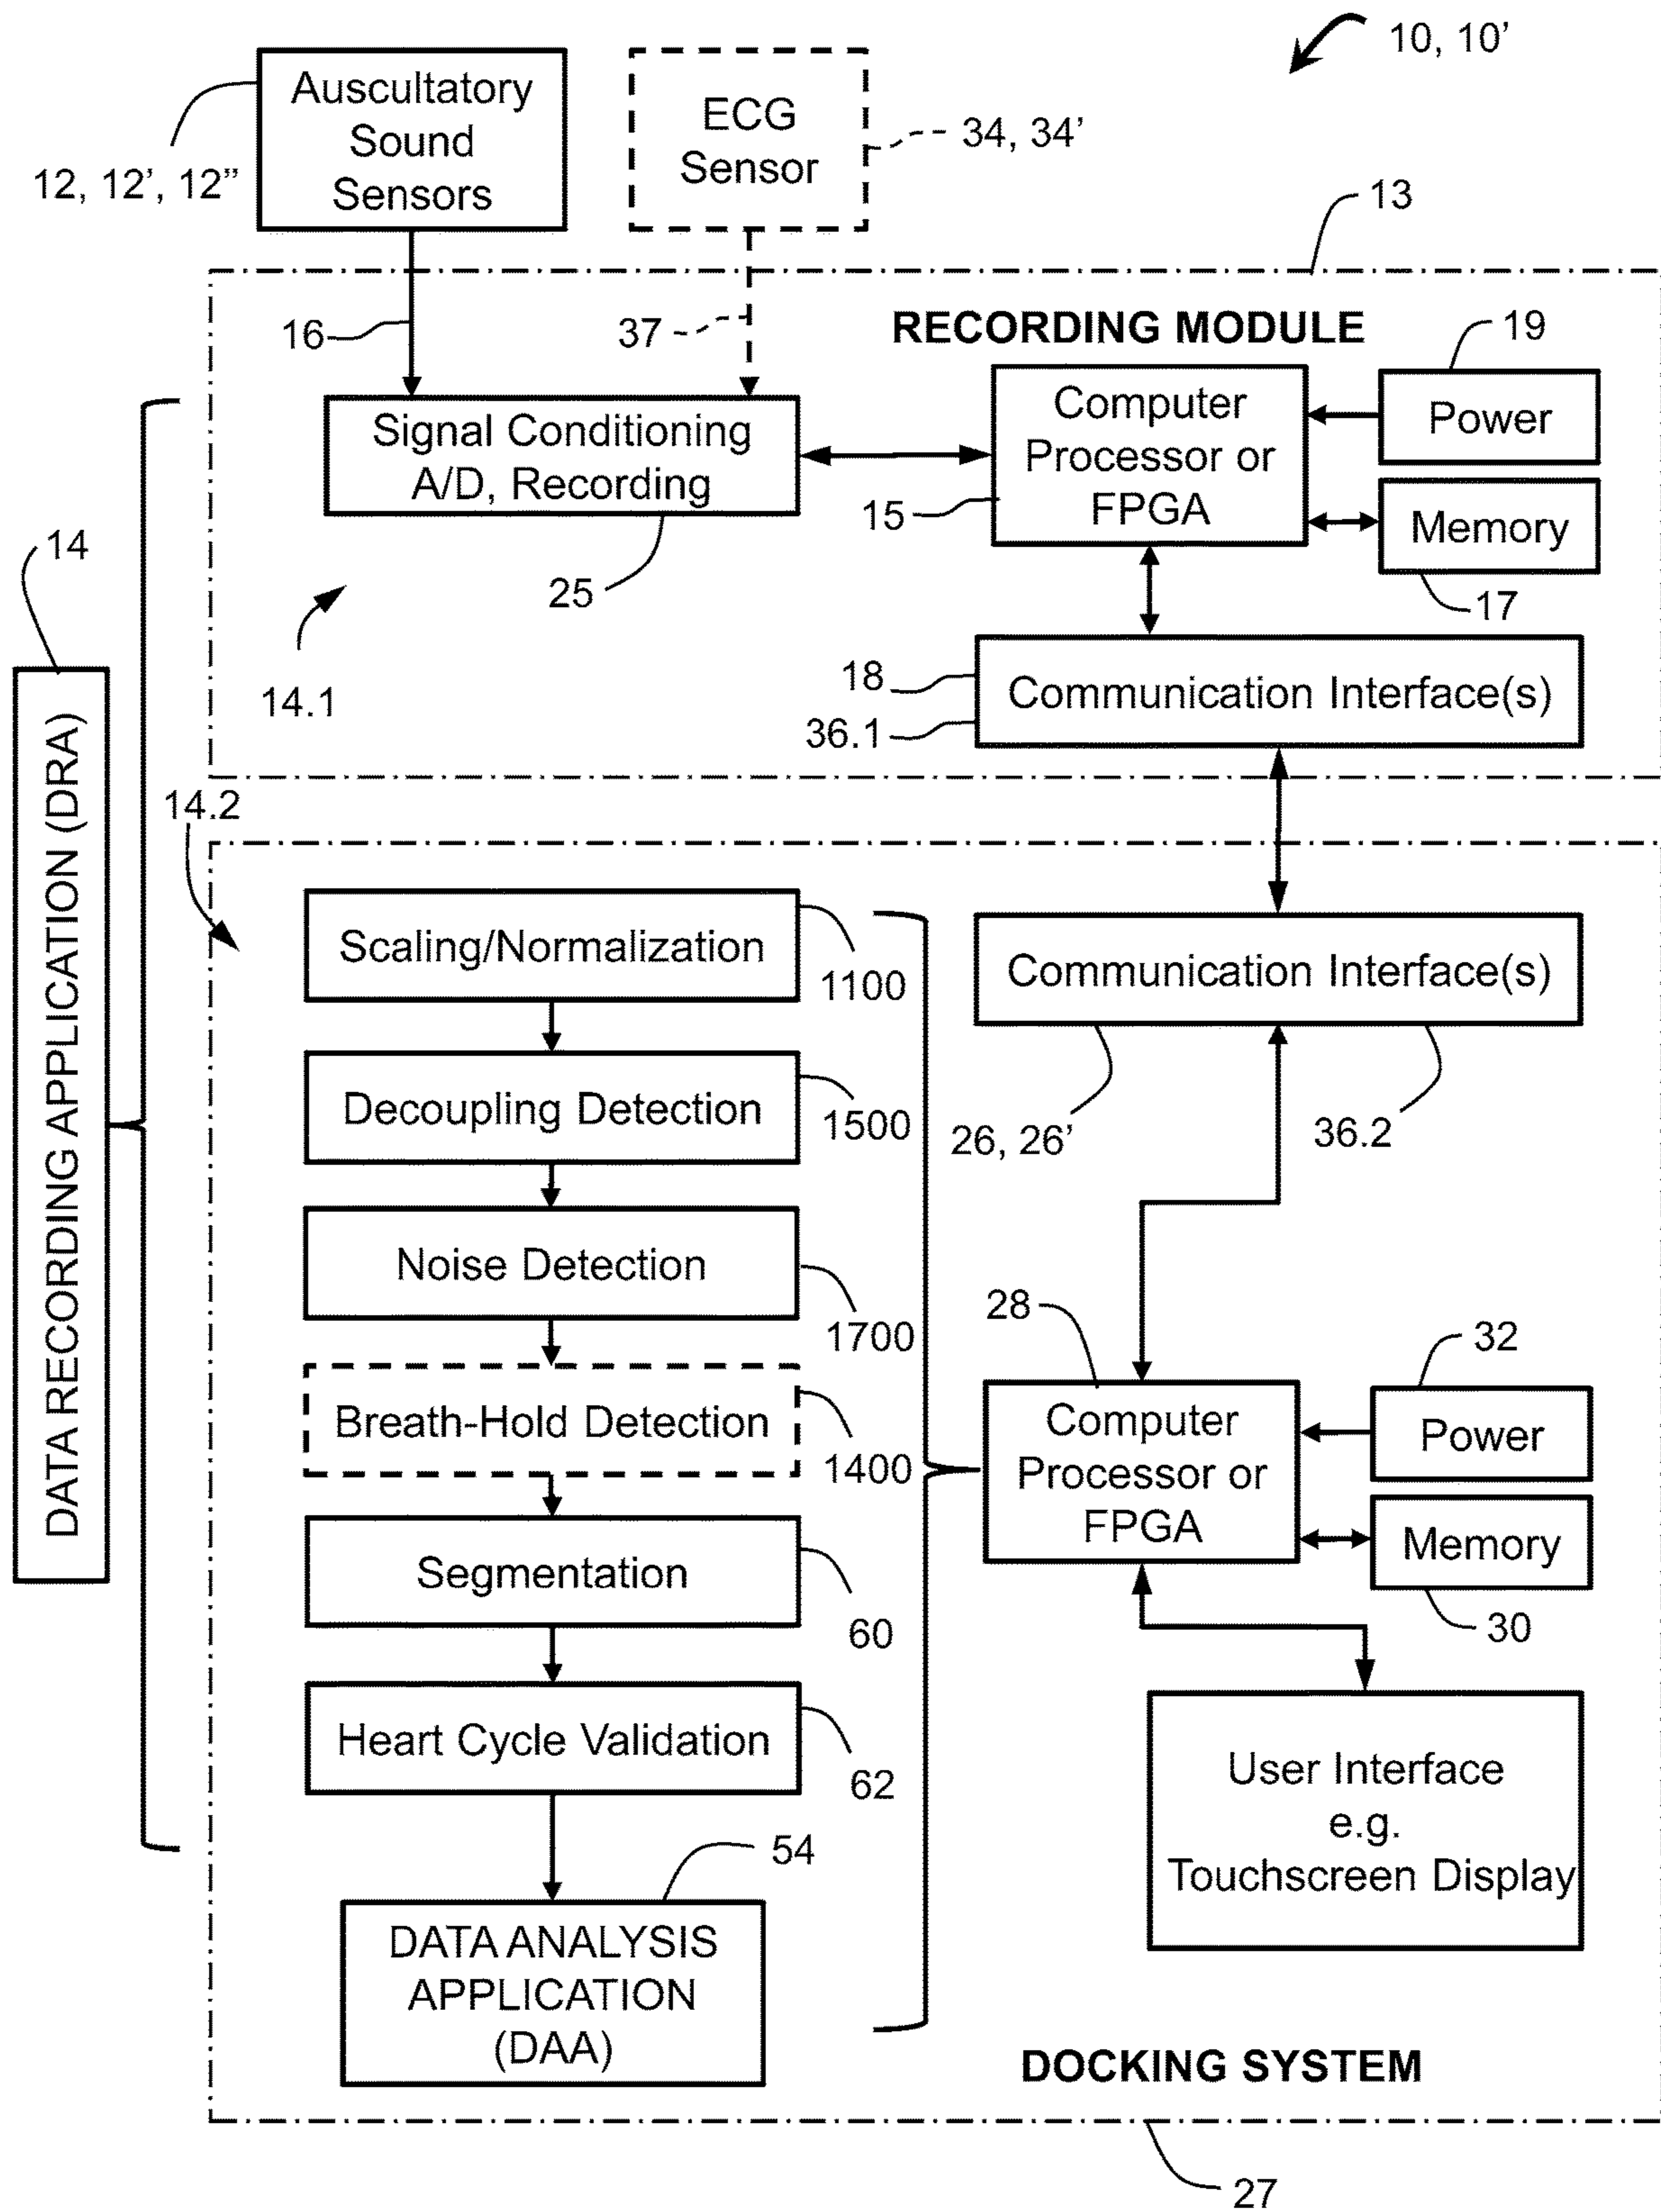 10, 10'
Auscultatory
Sound
Sensors
12, 12', 12"
ECG
Sensor
34, 34'
13
16
37
RECORDING MODULE
19
Signal Conditioning
A/D, Recording
25
Computer
Processor or
FPGA
15
Power
Memory
17
14
14.1
18
36.1
Communication Interface(s)
DATA RECORDING APPLICATION (DRA)
14.2
Scaling/Normalization
1100
Decoupling Detection
1500
Noise Detection
1700
Breath-Hold Detection
1400
Segmentation
60
Heart Cycle Validation
62
54
DATA ANALYSIS
APPLICATION
(DAA)
Communication Interface(s)
26, 26'
36.2
28
Computer
Processor or
FPGA
32
Power
Memory
30
User Interface
e.g.
Touchscreen Display
DOCKING SYSTEM
27